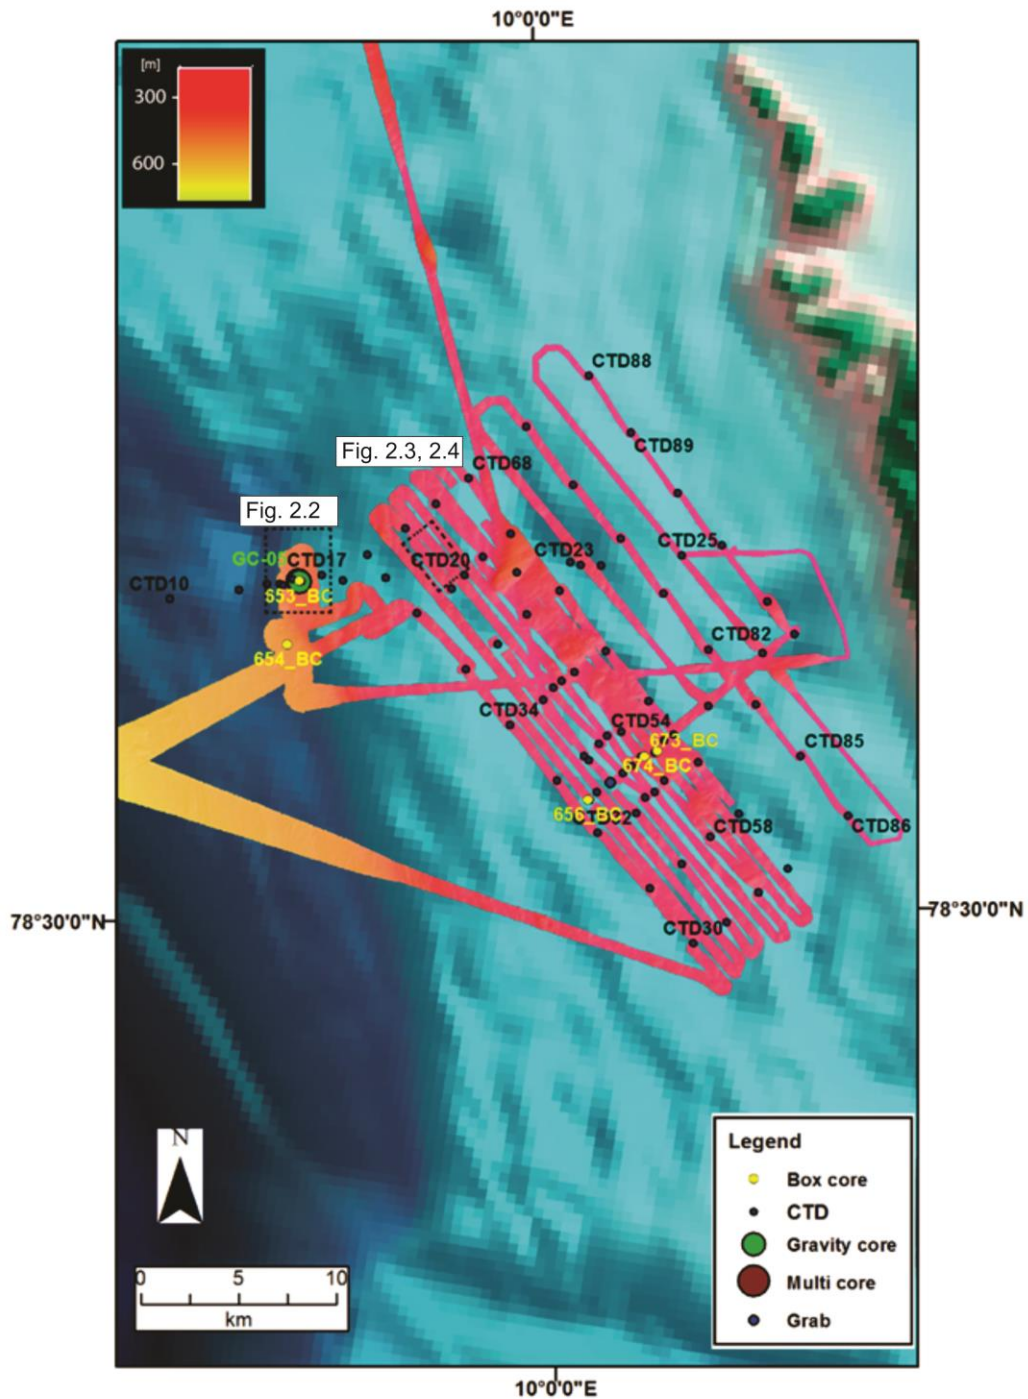 10°0'0"E
[m]
300
600
CTD88
CTD89
Fig. 2.3, 2.4
CTD68
Fig. 2.2
CTD25
CTD23
CTD20
CTD17
CTD10
653_BC
CTD82
654_BC
CTD34
CTD54
673_BC
674_BC
CTD85
656_BC
CTD58
CTD86
78°30'0"N
78°30'0"N
CTD30
N
Legend
Box core
CTD
Gravity core
Multi core
Grab
0 5 10
km
10°0'0"E